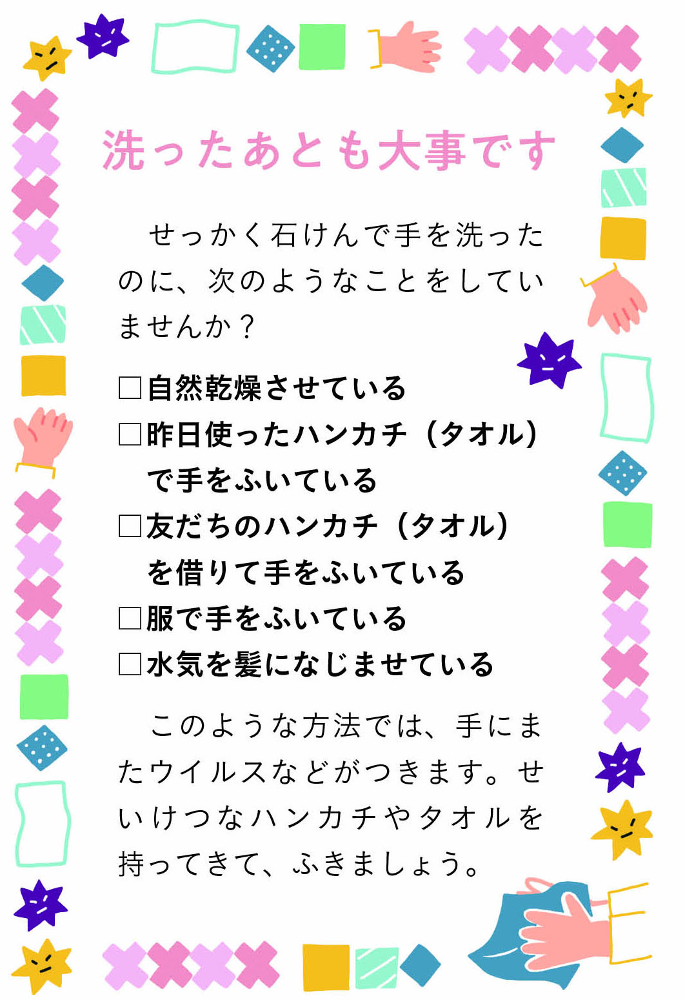 洗ったあとも大事です
せっかく石けんで手を洗った
のに、次のようなことをしてい
ませんか？
□自然乾燥させている
□昨日使ったハンカチ（タオル）
で手をふいている
□友だちのハンカチ（タオル）
を借りて手をふいている
□服で手をふいている
□水気を髪になじませている
このような方法では、手にま
たウイルスなどがつきます。せ
いけつなハンカチやタオルを
持ってきて、ふきましょう。